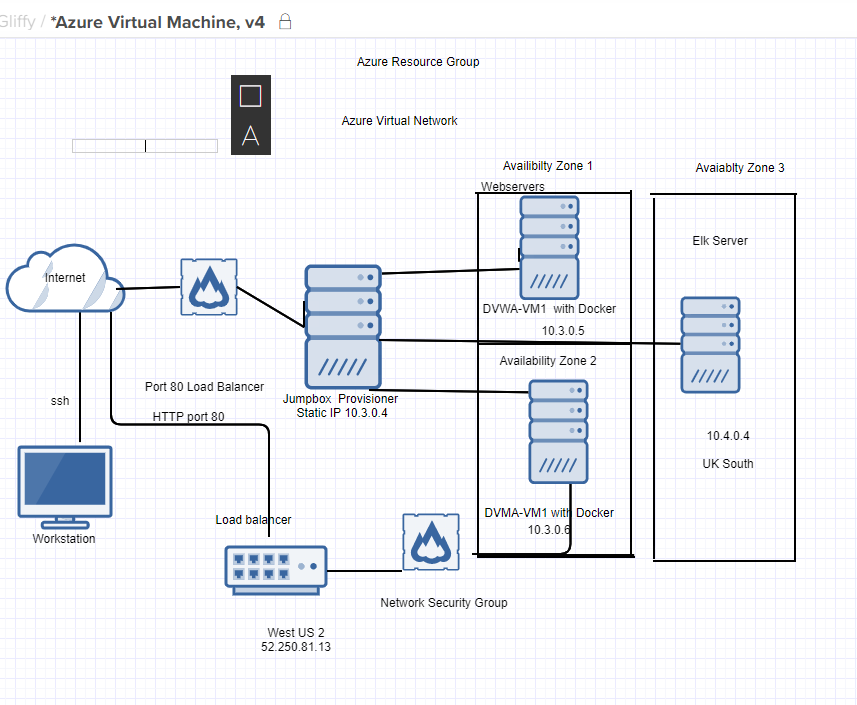 Gliffy / *Azure Virtual Machine, v4
Azure Resource Group
A
Azure Virtual Network
Availibilty Zone 1
Avaiablty Zone 3
Webservers
Elk Server
Internet
DVWA-VM1 with Docker
10.3.0.5
Availability Zone 2
Port 80 Load Balancer
Jumpbox Provisioner
Static IP 10.3.0.4
ssh
HTTP port 80
10.4.0.4
UK South
DVMA-VM1 with Docker
10.3.0.6
Load balancer
Workstation
Network Security Group
West US 2
52.250.81.13